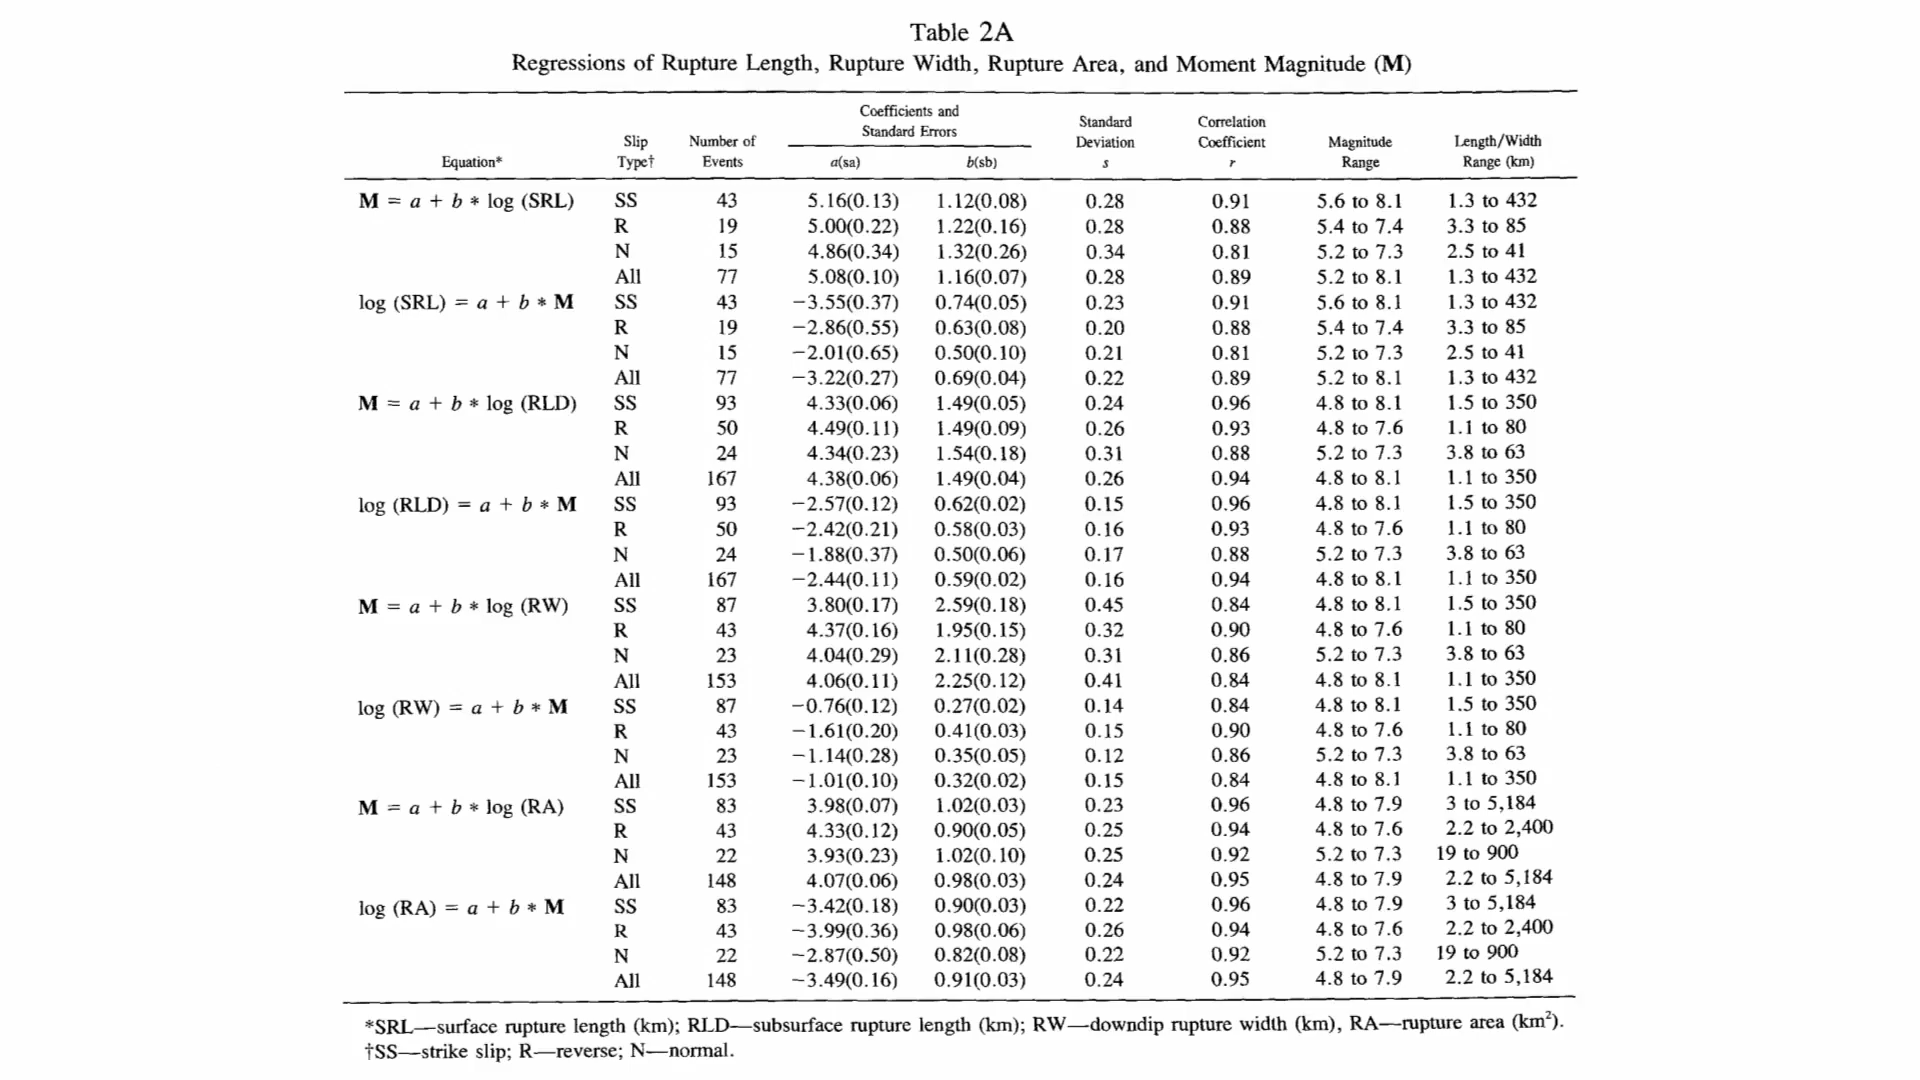 Table 2A
Regressions of Rupture Length, Rupture Width, Rupture Area, and Moment Magnitude (M)
Equation* Slip Type† Number of Events Coefficients and Standard Errors a(sa) b(sb) Standard Deviation s Correlation Coefficient r Magnitude Range Length/Width Range (km)
M = a + b * log (SRL) SS 43 5.16(0.13) 1.12(0.08) 0.28 0.91 5.6 to 8.1 1.3 to 432
R 19 5.00(0.22) 1.22(0.16) 0.28 0.88 5.4 to 7.4 3.3 to 85
N 15 4.86(0.34) 1.32(0.26) 0.34 0.81 5.2 to 7.3 2.5 to 41
All 77 5.08(0.10) 1.16(0.07) 0.28 0.89 5.2 to 8.1 1.3 to 432
log (SRL) = a + b * M SS 43 −3.55(0.37) 0.74(0.05) 0.23 0.91 5.6 to 8.1 1.3 to 432
R 19 −2.86(0.55) 0.63(0.08) 0.20 0.88 5.4 to 7.4 3.3 to 85
N 15 −2.01(0.65) 0.50(0.10) 0.21 0.81 5.2 to 7.3 2.5 to 41
All 77 −3.22(0.27) 0.69(0.04) 0.22 0.89 5.2 to 8.1 1.3 to 432
M = a + b * log (RLD) SS 93 4.33(0.06) 1.49(0.05) 0.24 0.96 4.8 to 8.1 1.5 to 350
R 50 4.49(0.11) 1.49(0.09) 0.26 0.93 4.8 to 7.6 1.1 to 80
N 24 4.34(0.23) 1.54(0.18) 0.31 0.88 5.2 to 7.3 3.8 to 63
All 167 4.38(0.06) 1.49(0.04) 0.26 0.94 4.8 to 8.1 1.1 to 350
log (RLD) = a + b * M SS 93 −2.57(0.12) 0.62(0.02) 0.15 0.96 4.8 to 8.1 1.5 to 350
R 50 −2.42(0.21) 0.58(0.03) 0.16 0.93 4.8 to 7.6 1.1 to 80
N 24 −1.88(0.37) 0.50(0.06) 0.17 0.88 5.2 to 7.3 3.8 to 63
All 167 −2.44(0.11) 0.59(0.02) 0.16 0.94 4.8 to 8.1 1.1 to 350
M = a + b * log (RW) SS 87 3.80(0.17) 2.59(0.18) 0.45 0.84 4.8 to 8.1 1.5 to 350
R 43 4.37(0.16) 1.95(0.15) 0.32 0.90 4.8 to 7.6 1.1 to 80
N 23 4.04(0.29) 2.11(0.28) 0.31 0.86 5.2 to 7.3 3.8 to 63
All 153 4.06(0.11) 2.25(0.12) 0.41 0.84 4.8 to 8.1 1.1 to 350
log (RW) = a + b * M SS 87 −0.76(0.12) 0.27(0.02) 0.14 0.84 4.8 to 8.1 1.5 to 350
R 43 −1.61(0.20) 0.41(0.03) 0.15 0.90 4.8 to 7.6 1.1 to 80
N 23 −1.14(0.28) 0.35(0.05) 0.12 0.86 5.2 to 7.3 3.8 to 63
All 153 −1.01(0.10) 0.32(0.02) 0.15 0.84 4.8 to 8.1 1.1 to 350
M = a + b * log (RA) SS 83 3.98(0.07) 1.02(0.03) 0.23 0.96 4.8 to 7.9 3 to 5,184
R 43 4.33(0.12) 0.90(0.05) 0.25 0.94 4.8 to 7.6 2.2 to 2,400
N 22 3.93(0.23) 1.02(0.10) 0.25 0.92 5.2 to 7.3 19 to 900
All 148 4.07(0.06) 0.98(0.03) 0.24 0.95 4.8 to 7.9 2.2 to 5,184
log (RA) = a + b * M SS 83 −3.42(0.18) 0.90(0.03) 0.22 0.96 4.8 to 7.9 3 to 5,184
R 43 −3.99(0.36) 0.98(0.06) 0.26 0.94 4.8 to 7.6 2.2 to 2,400
N 22 −2.87(0.50) 0.82(0.08) 0.22 0.92 5.2 to 7.3 19 to 900
All 148 −3.49(0.16) 0.91(0.03) 0.24 0.95 4.8 to 7.9 2.2 to 5,184
*SRL—surface rupture length (km); RLD—subsurface rupture length (km); RW—downdip rupture width (km), RA—rupture area (km²).
†SS—strike slip; R—reverse; N—normal.